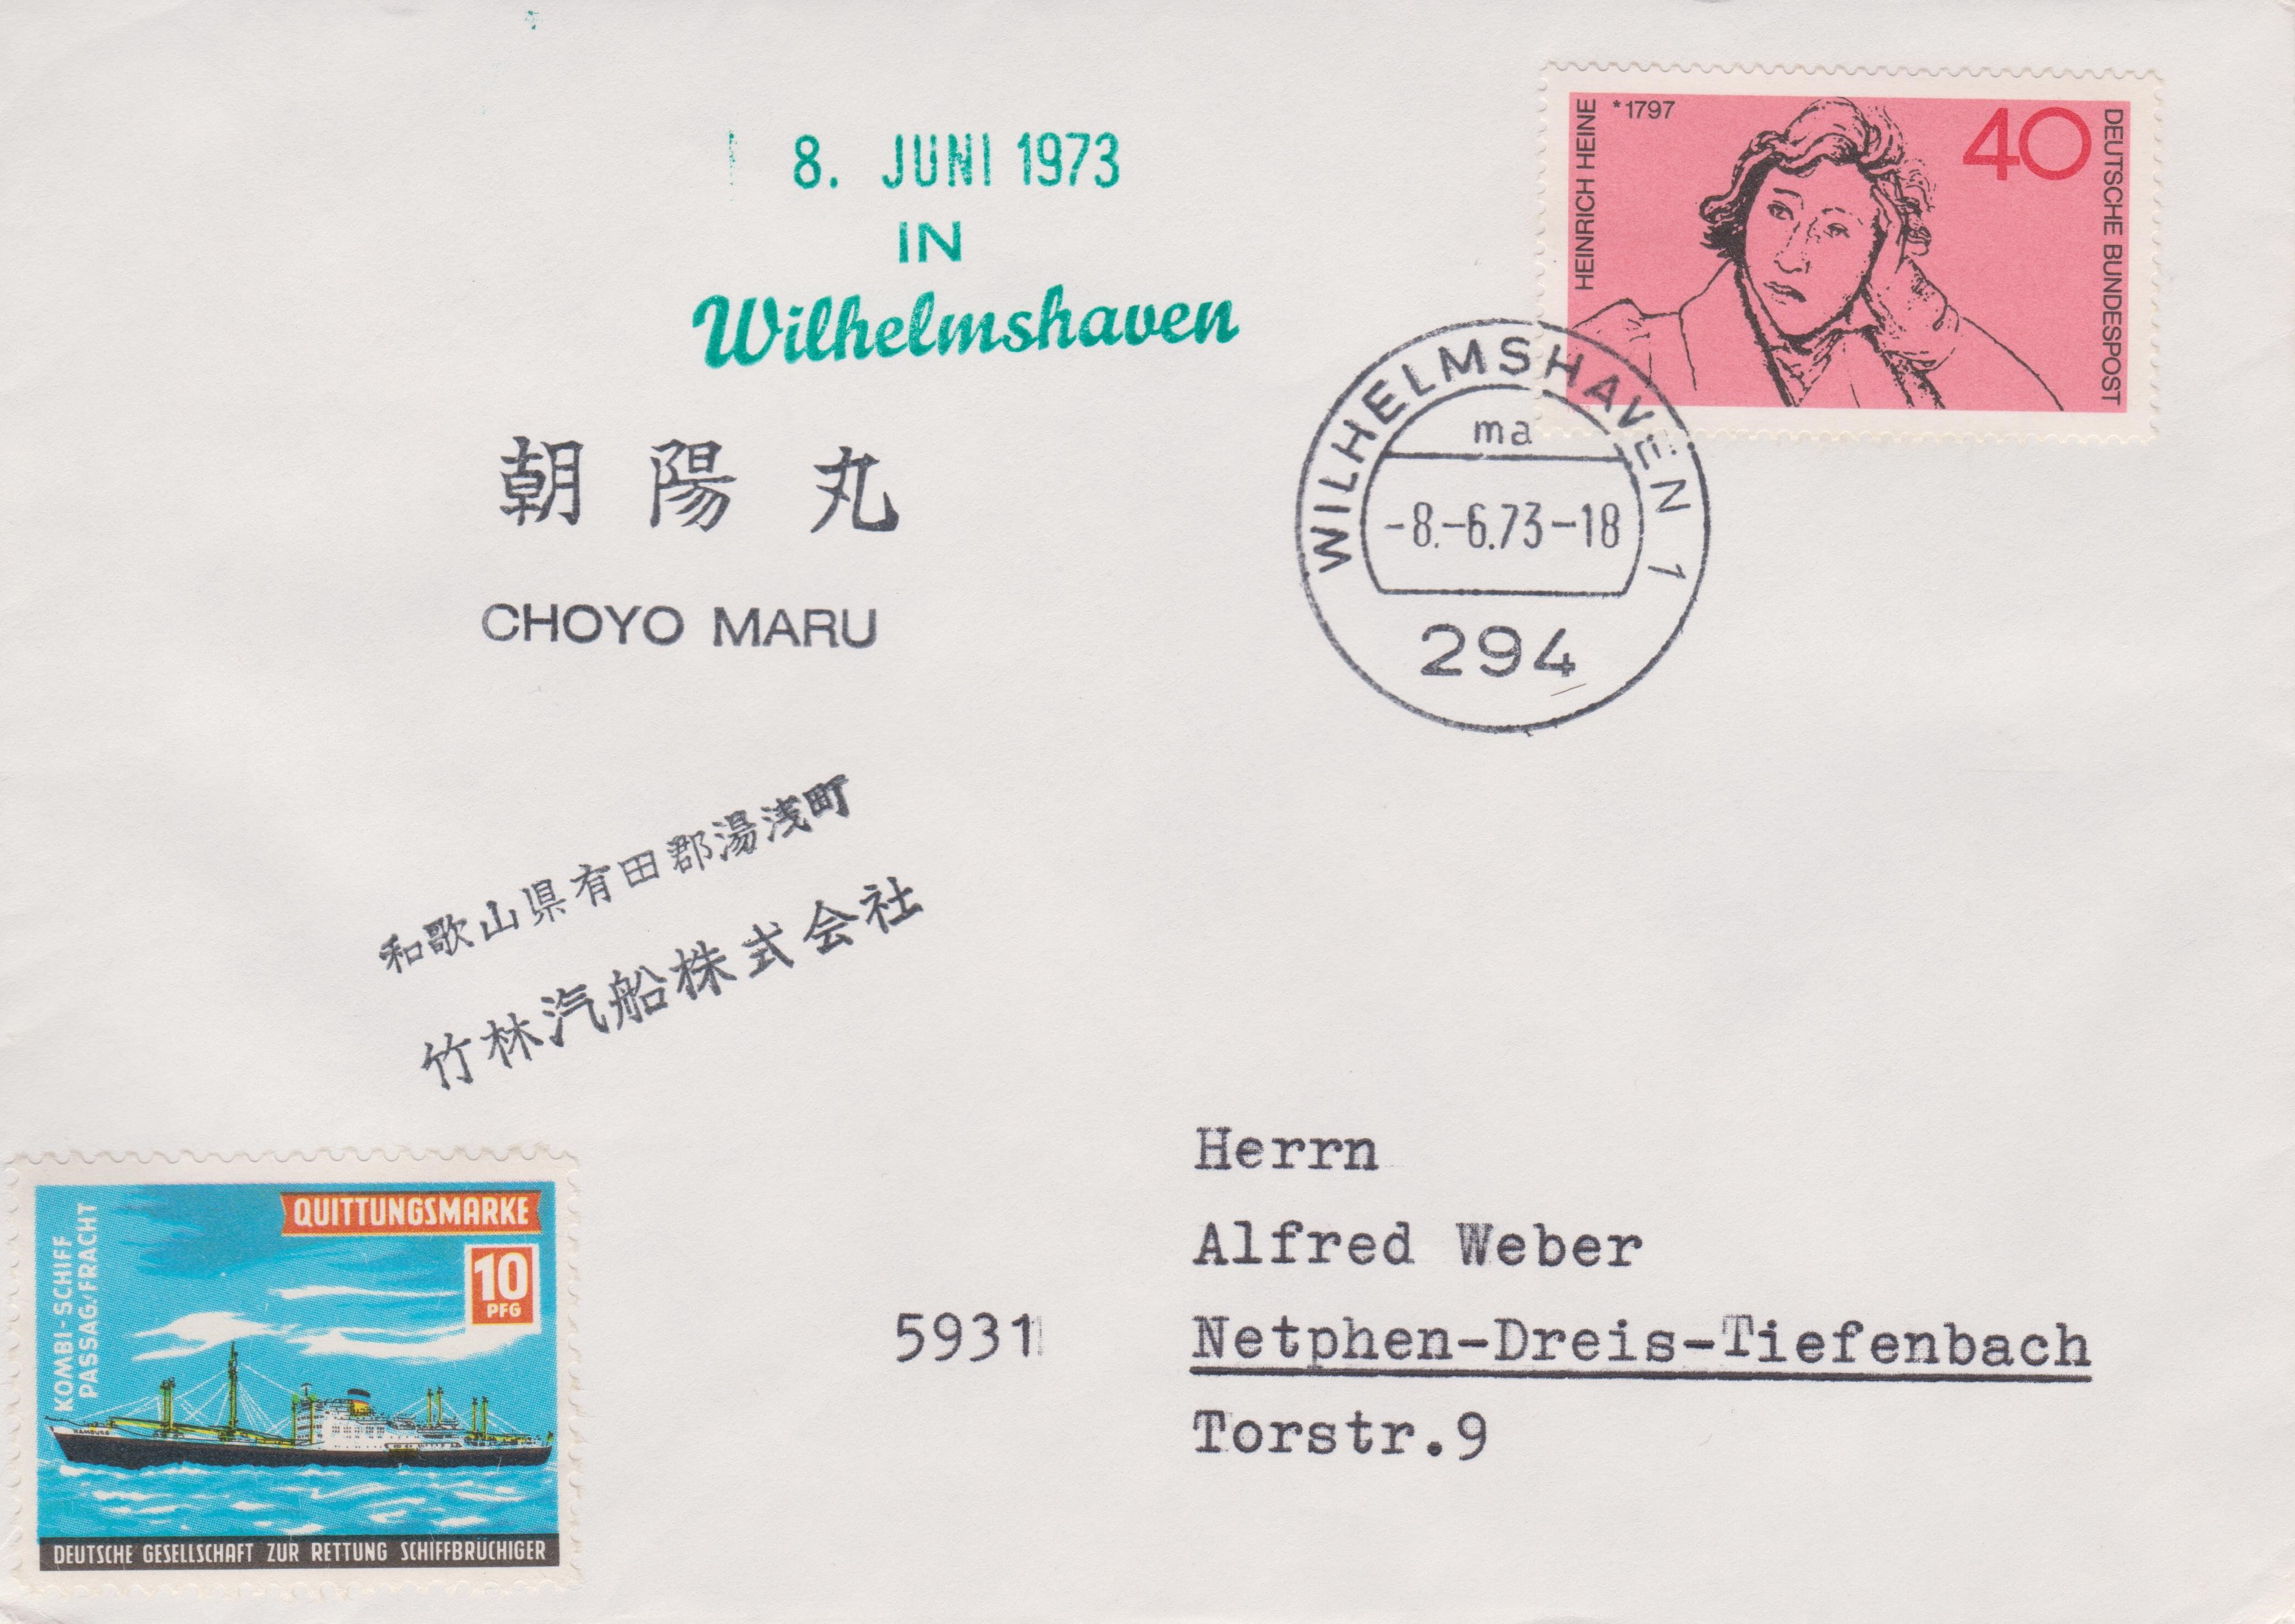 8. JUNI 1973
IN
Wilhelmshaven
HEINRICH HEINE
*1797
40
DEUTSCHE BUNDESPOST
WILHELMSHAVEN 1
ma
-8.-6.73-18
294
朝陽丸
CHOYO MARU
和歌山県有田郡湯浅町
竹林汽船株式会社
Herrn
Alfred Weber
5931 Netphen-Dreis-Tiefenbach
Torstr.9
KOMBI-SCHIFF
PASSAG./FRACHT
QUITTUNGSMARKE
10
PFG
HAMBURG
DEUTSCHE GESELLSCHAFT ZUR RETTUNG SCHIFFBRÜCHIGER